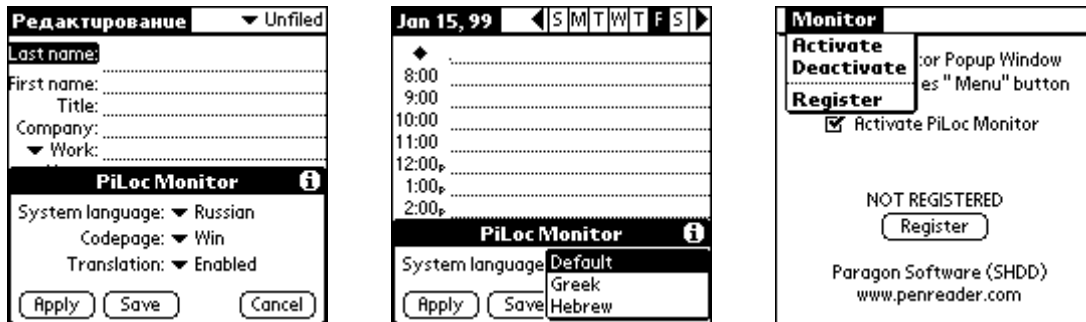 Редактирование Unfiled
Last name:
First name:
Title:
Company:
Work:
PiLoc Monitor
System language: Russian
Codepage: Win
Translation: Enabled
Apply Save Cancel
Jan 15, 99 S M T W T F S
8:00
9:00
10:00
11:00
12:00p
1:00p
2:00p
PiLoc Monitor
System language Default
Greek
Apply Save Hebrew
Monitor
Activate
Deactivate
Register
tor Popup Window
es "Menu" button
Activate PiLoc Monitor
NOT REGISTERED
Register
Paragon Software (SHDD)
www.penreader.com